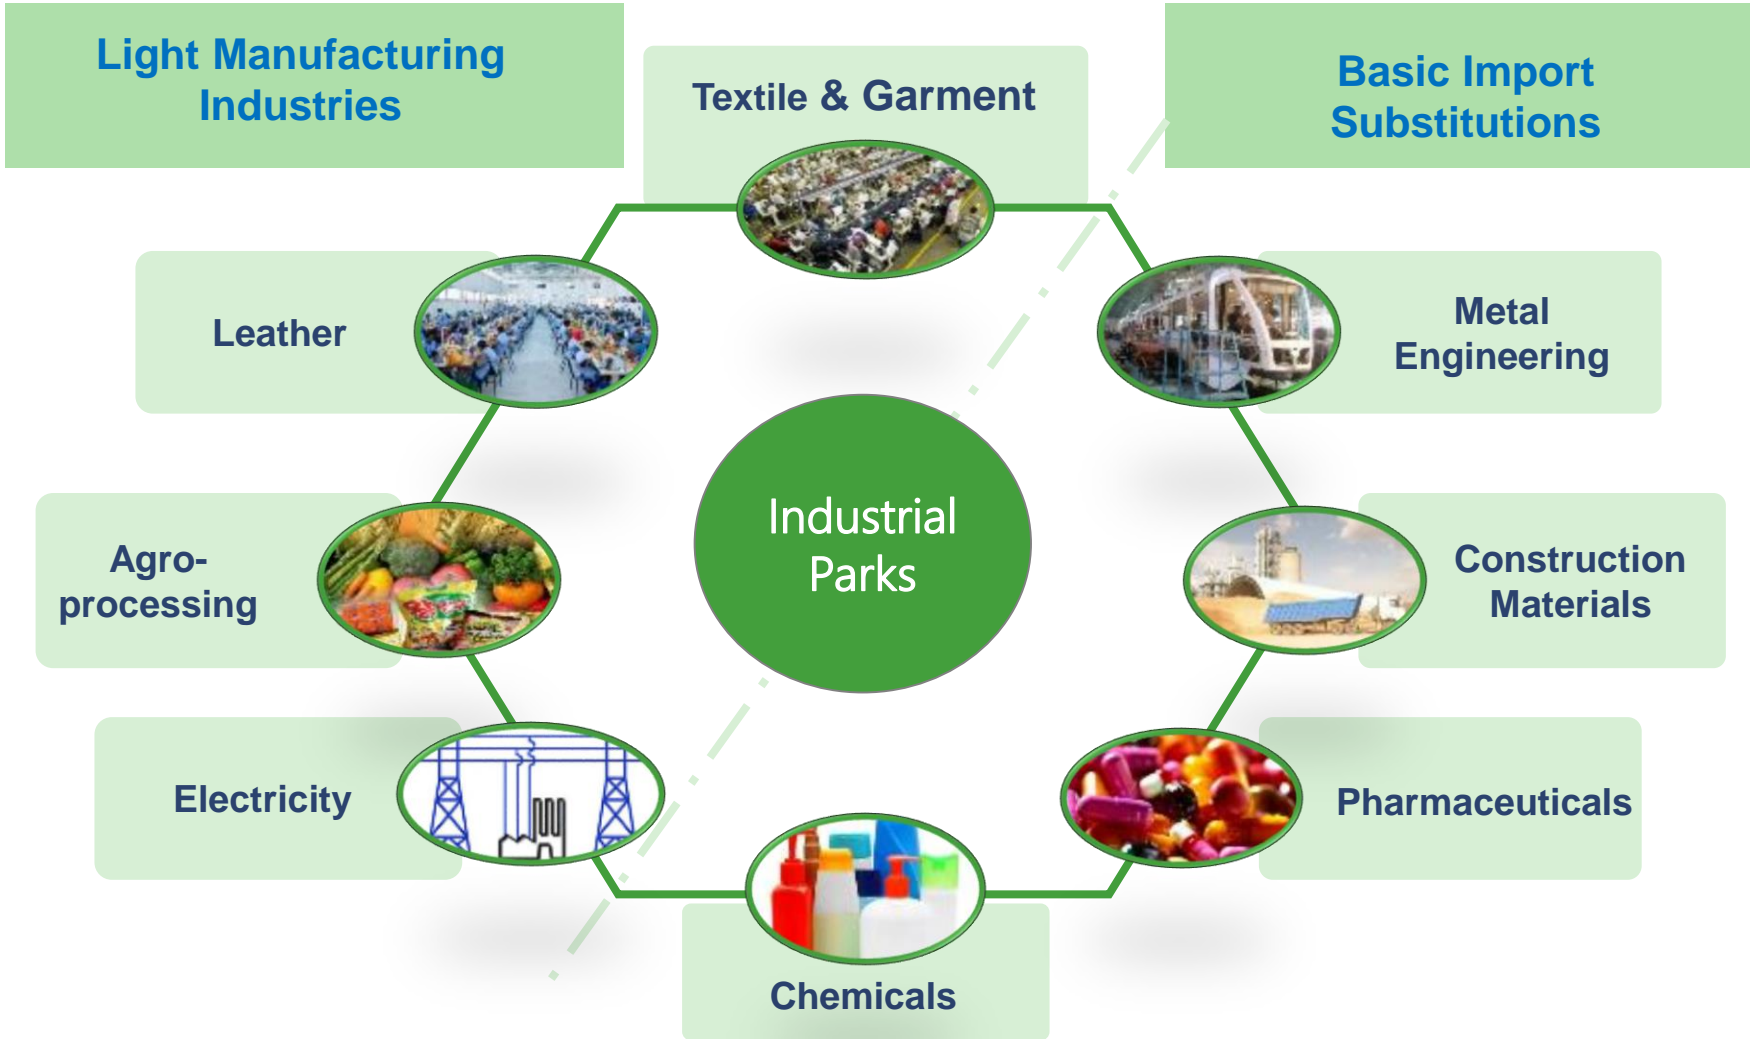 Light Manufacturing
Industries
Textile & Garment
Basic Import
Substitutions
Leather
Metal
Engineering
Industrial
Parks
Agro-
processing
Construction
Materials
Electricity
Pharmaceuticals
Chemicals